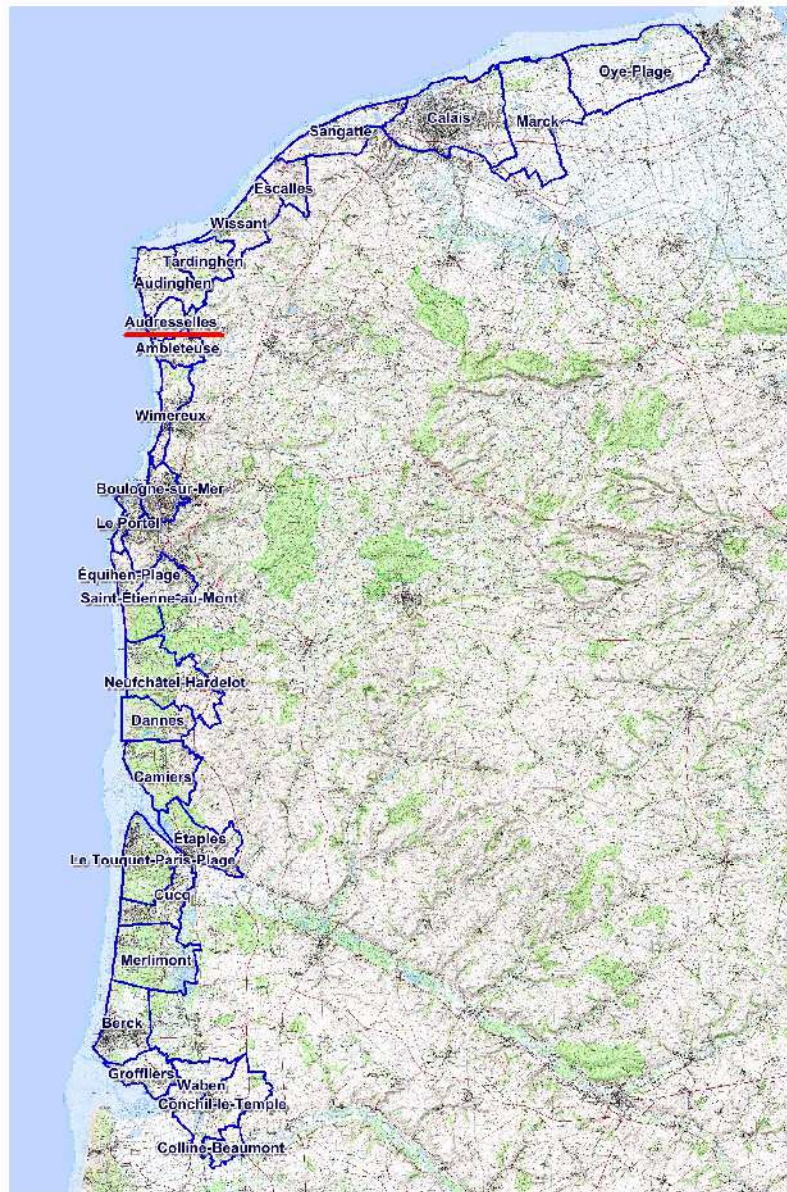 Oye-Plage
Calais
Marck
Sangatte
Escalles
Wissant
Tardinghen
Audinghen
Audresselles
Ambleteuse
Wimereux
Boulogne-sur-Mer
Le Portel
Équihen-Plage
Saint-Étienne-au-Mont
Neufchâtel-Hardelot
Dannes
Camiers
Étaples
Le Touquet-Paris-Plage
Cucq
Merlimont
Berck
Groffliers
Waben
Conchil-le-Temple
Colline-Beaumont